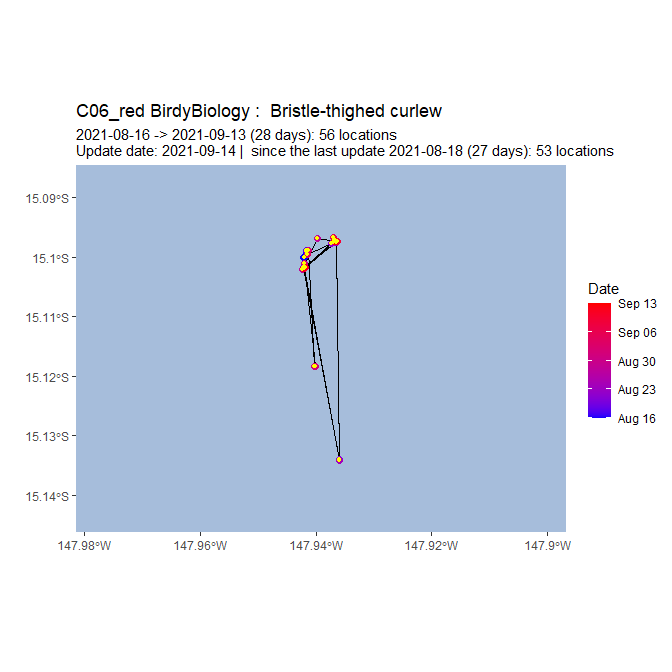 C06_red BirdyBiology :  Bristle-thighed curlew
2021-08-16 -> 2021-09-13 (28 days): 56 locations
Update date: 2021-09-14 |  since the last update 2021-08-18 (27 days): 53 locations
15.09°S
15.1°S
15.11°S
15.12°S
15.13°S
15.14°S
147.98°W
147.96°W
147.94°W
147.92°W
147.9°W
Date
Sep 13
Sep 06
Aug 30
Aug 23
Aug 16